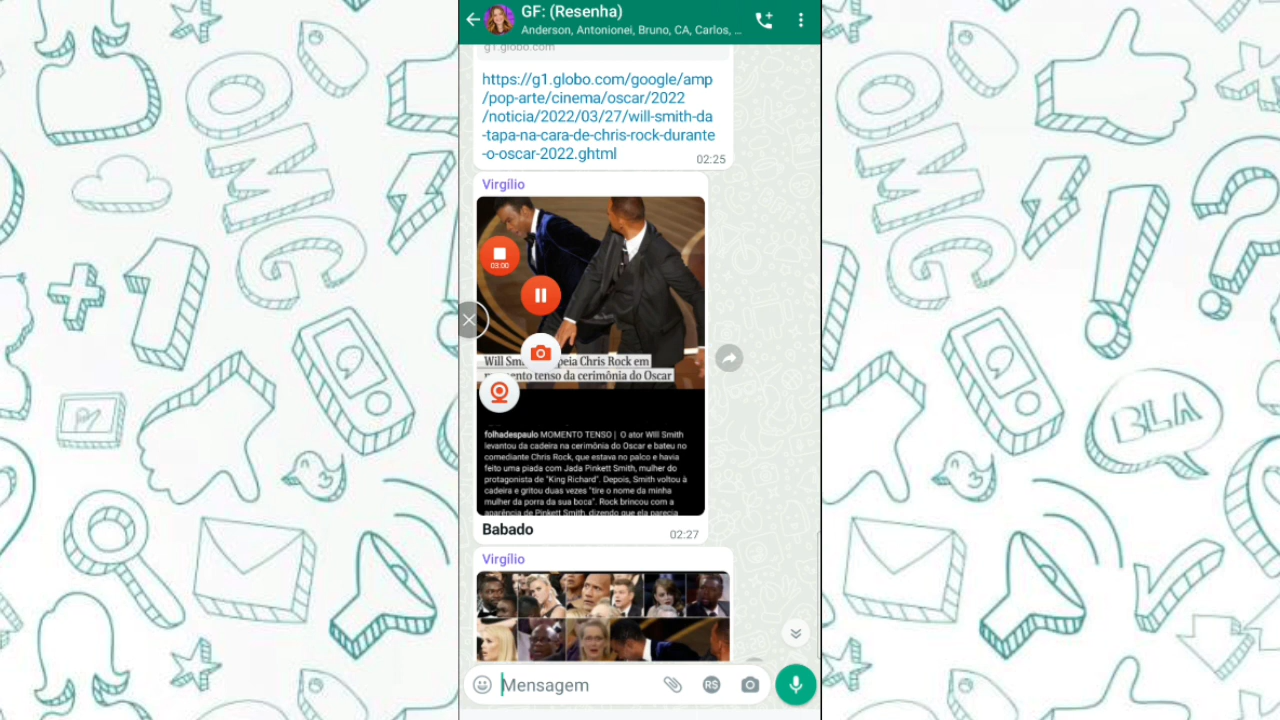 OMG
OMG
1
BLA
GF: (Resenha)
Anderson, Antonionei, Bruno, CA, Carlos, ...
g1.globo.com
https://g1.globo.com/google/amp
/pop-arte/cinema/oscar/2022
/noticia/2022/03/27/will-smith-da
-tapa-na-cara-de-chris-rock-durante
-o-oscar-2022.ghtml
02:25
Virgílio
03:00
Will Sm peia Chris Rock em
nto tenso da cerimônia do Oscar
folhadespaulo MOMENTO TENSO | O ator Will Smith
levantou da cadeira na cerimônia do Oscar e bateu no
comediante Chris Rock, que estava no palco e havia
feito uma piada com Jada Pinkett Smith, mulher do
protagonista de "King Richard". Depois, Smith voltou à
cadeira e gritou duas vezes "tire o nome da minha
mulher da porra da sua boca". Rock brincou com a
aparência de Pinkett Smith, dizendo que ela parecia
Babado
02:27
Virgílio
Mensagem
R$